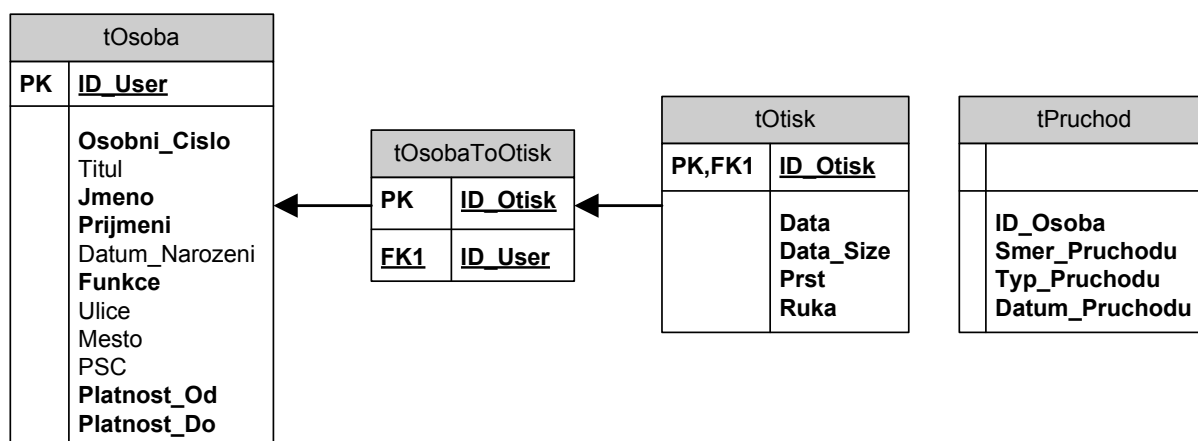 tOsoba
PK ID_User
Osobni_Cislo
Titul
Jmeno
Prijmeni
Datum_Narozeni
Funkce
Ulice
Mesto
PSC
Platnost_Od
Platnost_Do
tOsobaToOtisk
PK ID_Otisk
FK1 ID_User
tOtisk
PK,FK1 ID_Otisk
Data
Data_Size
Prst
Ruka
tPruchod
ID_Osoba
Smer_Pruchodu
Typ_Pruchodu
Datum_Pruchodu